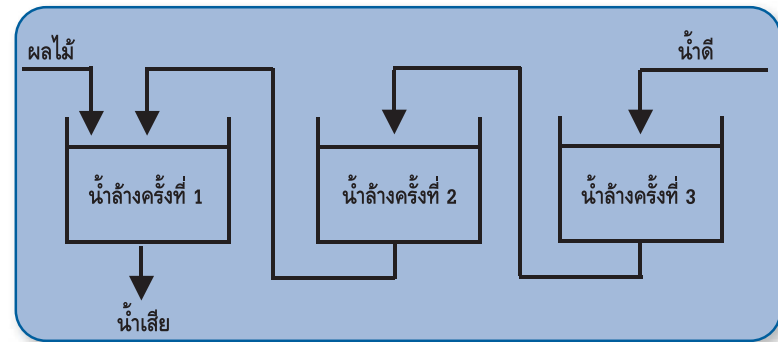 ผลไม้
น้ำดี
น้ำล้างครั้งที่ 1
น้ำล้างครั้งที่ 2
น้ำล้างครั้งที่ 3
น้ำเสีย